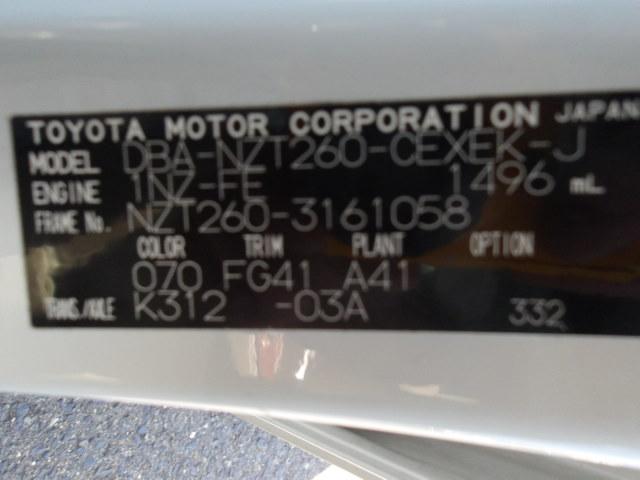 TOYOTA MOTOR CORPORATION JAPAN
MODEL DBA-NZT260-CEXEK-J
ENGINE 1NZ-FE 1496 mL
FRAME No. NZT260-3161058
COLOR TRIM PLANT OPTION
070 FG41 A41
TRANS/AXLE K312 -03A 332